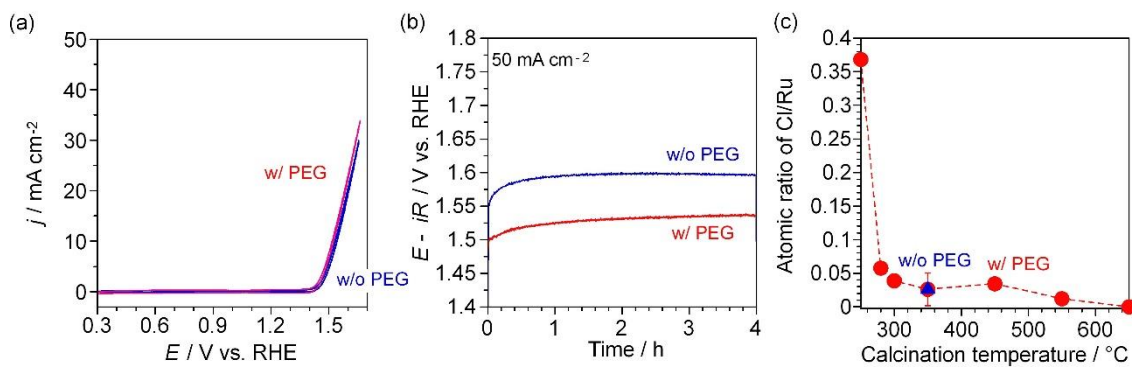 (a)
50
40
30
20
10
0
j / mA cm-2
w/ PEG
w/o PEG
0.3 0.6 0.9 1.2 1.5
E / V vs. RHE
(b)
1.8
1.75
1.7
1.65
1.6
1.55
1.5
1.45
1.4
E - iR / V vs. RHE
50 mA cm-2
w/o PEG
w/ PEG
0 1 2 3 4
Time / h
(c)
0.4
0.35
0.3
0.25
0.2
0.15
0.1
0.05
0
Atomic ratio of Cl/Ru
w/o PEG w/ PEG
300 400 500 600
Calcination temperature / °C